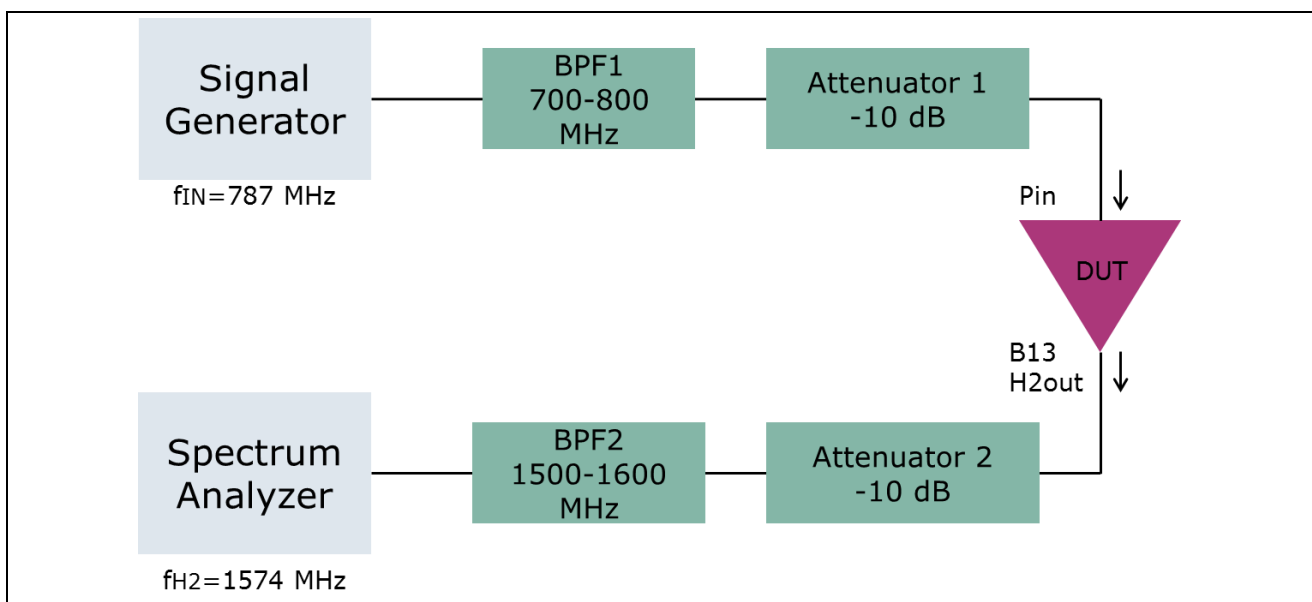 Signal
Generator
fIN=787 MHz
BPF1
700-800
MHz
Attenuator 1
-10 dB
Pin
DUT
B13
H2out
Spectrum
Analyzer
fH2=1574 MHz
BPF2
1500-1600
MHz
Attenuator 2
-10 dB